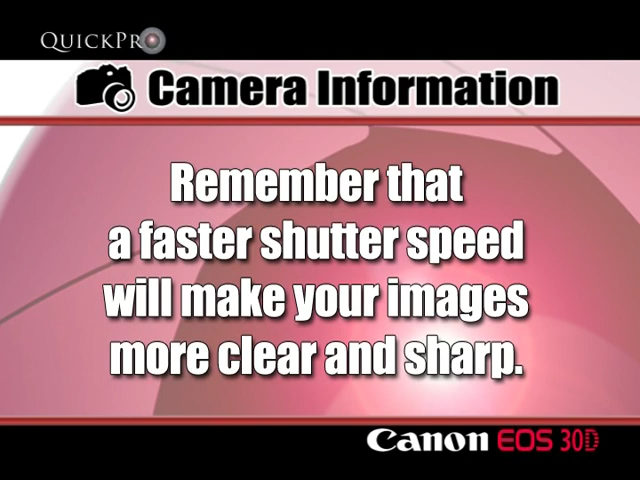 QUICKPRO
Camera Information
Remember that
a faster shutter speed
will make your images
more clear and sharp.
Canon EOS 30D